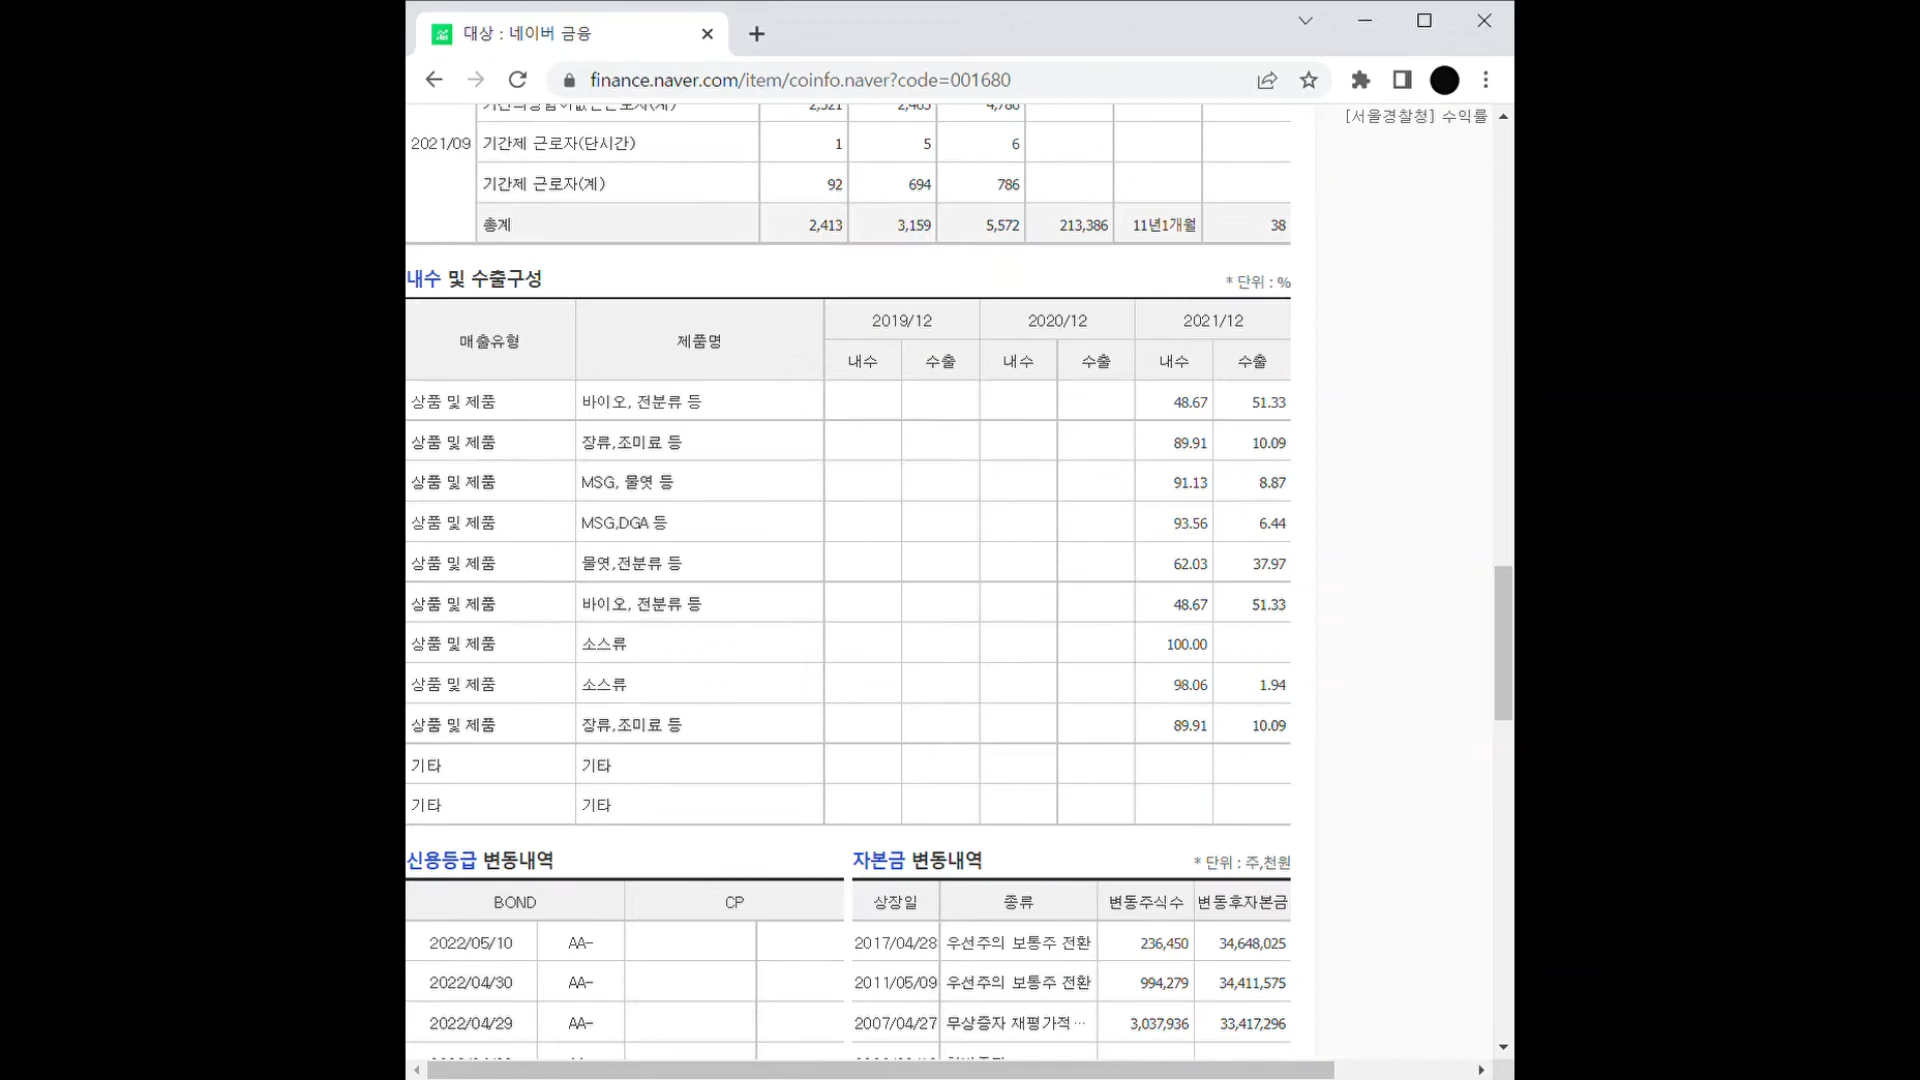 대상 : 네이버 금융
finance.naver.com/item/coinfo.naver?code=001680
[서울경찰청] 수익률
2,321 2,465 4,786
2021/09 기간제 근로자(단시간) 1 5 6
기간제 근로자(계) 92 694 786
총계 2,413 3,159 5,572 213,386 11년1개월 38
내수 및 수출구성 * 단위 : %
매출유형 제품명 2019/12 2020/12 2021/12
내수 수출 내수 수출 내수 수출
상품 및 제품 바이오, 전분류 등 48.67 51.33
상품 및 제품 장류,조미료 등 89.91 10.09
상품 및 제품 MSG, 물엿 등 91.13 8.87
상품 및 제품 MSG,DGA 등 93.56 6.44
상품 및 제품 물엿,전분류 등 62.03 37.97
상품 및 제품 바이오, 전분류 등 48.67 51.33
상품 및 제품 소스류 100.00
상품 및 제품 소스류 98.06 1.94
상품 및 제품 장류,조미료 등 89.91 10.09
기타 기타
기타 기타
신용등급 변동내역
BOND CP
2022/05/10 AA-
2022/04/30 AA-
2022/04/29 AA-
자본금 변동내역 * 단위 : 주,천원
상장일 종류 변동주식수 변동후자본금
2017/04/28 우선주의 보통주 전환 236,450 34,648,025
2011/05/09 우선주의 보통주 전환 994,279 34,411,575
2007/04/27 무상증자 재평가적… 3,037,936 33,417,296